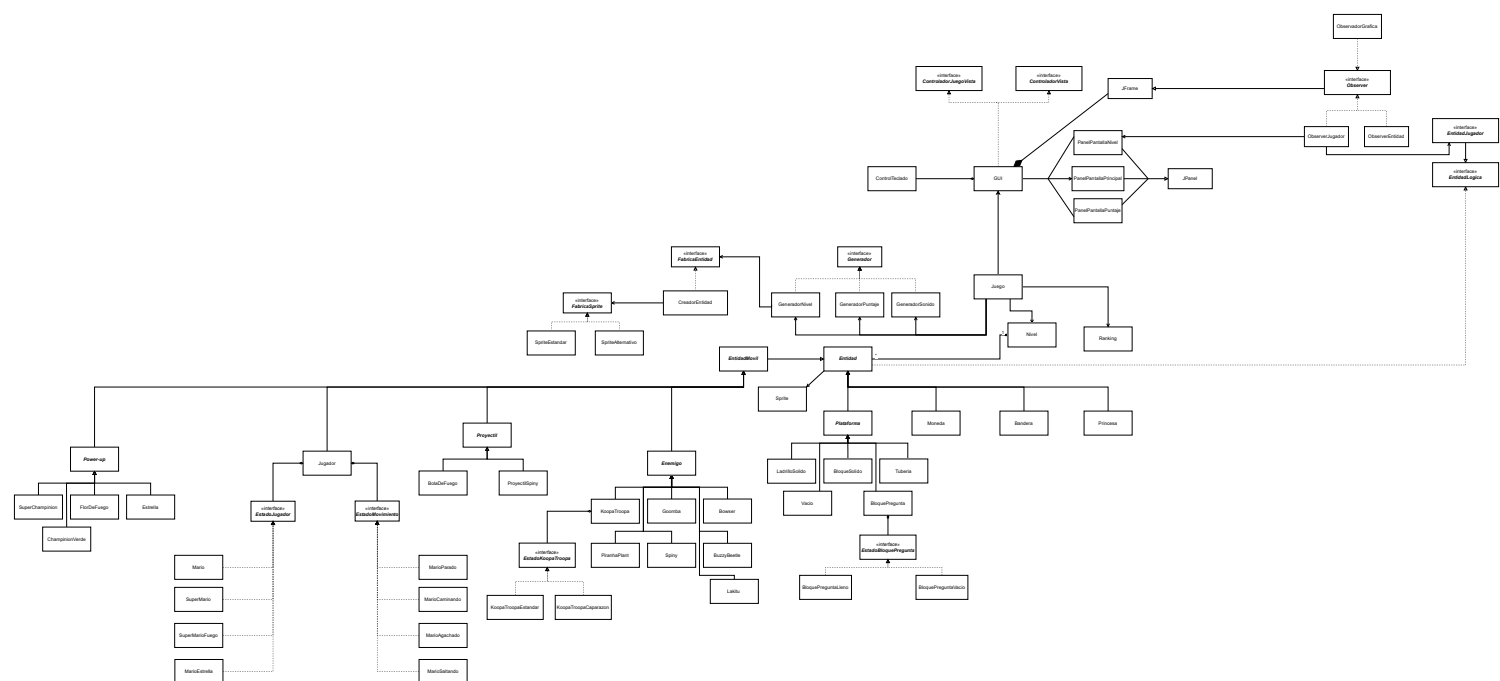 ObservadorGrafica
«interface»
ControladorJuegoVista
«interface»
ControladorVista
«interface»
Observer
JFrame
ObserverJugador
ObserverEntidad
«interface»
EntidadJugador
PanelPantallaNivel
«interface»
EntidadLogica
ControlTeclado
GUI
PanelPantallaPrincipal
JPanel
PanelPantallaPuntaje
«interface»
FabricaEntidad
«interface»
Generador
Juego
«interface»
FabricaSprite
CreadorEntidad
GeneradorNivel
GeneradorPuntaje
GeneradorSonido
SpriteEstandar
SpriteAlternativo
Nivel
Ranking
EntidadMovil
Entidad
Sprite
Plataforma
Moneda
Bandera
Princesa
Proyectil
Power-up
Jugador
Enemigo
LadrilloSolido
BloqueSolido
Tuberia
BolaDeFuego
ProyectilSpiny
SuperChampinion
FlorDeFuego
Estrella
Vacio
BloquePregunta
«interface»
EstadoJugador
«interface»
EstadoMovimiento
KoopaTroopa
Goomba
Bowser
ChampinionVerde
«interface»
EstadoKoopaTroopa
PiranhaPlant
Spiny
BuzzyBeetle
«interface»
EstadoBloquePregunta
Mario
MarioParado
Lakitu
BloquePreguntaLleno
BloquePreguntaVacio
SuperMario
MarioCaminando
KoopaTroopaEstandar
KoopaTroopaCaparazon
SuperMarioFuego
MarioAgachado
MarioEstrella
MarioSaltando